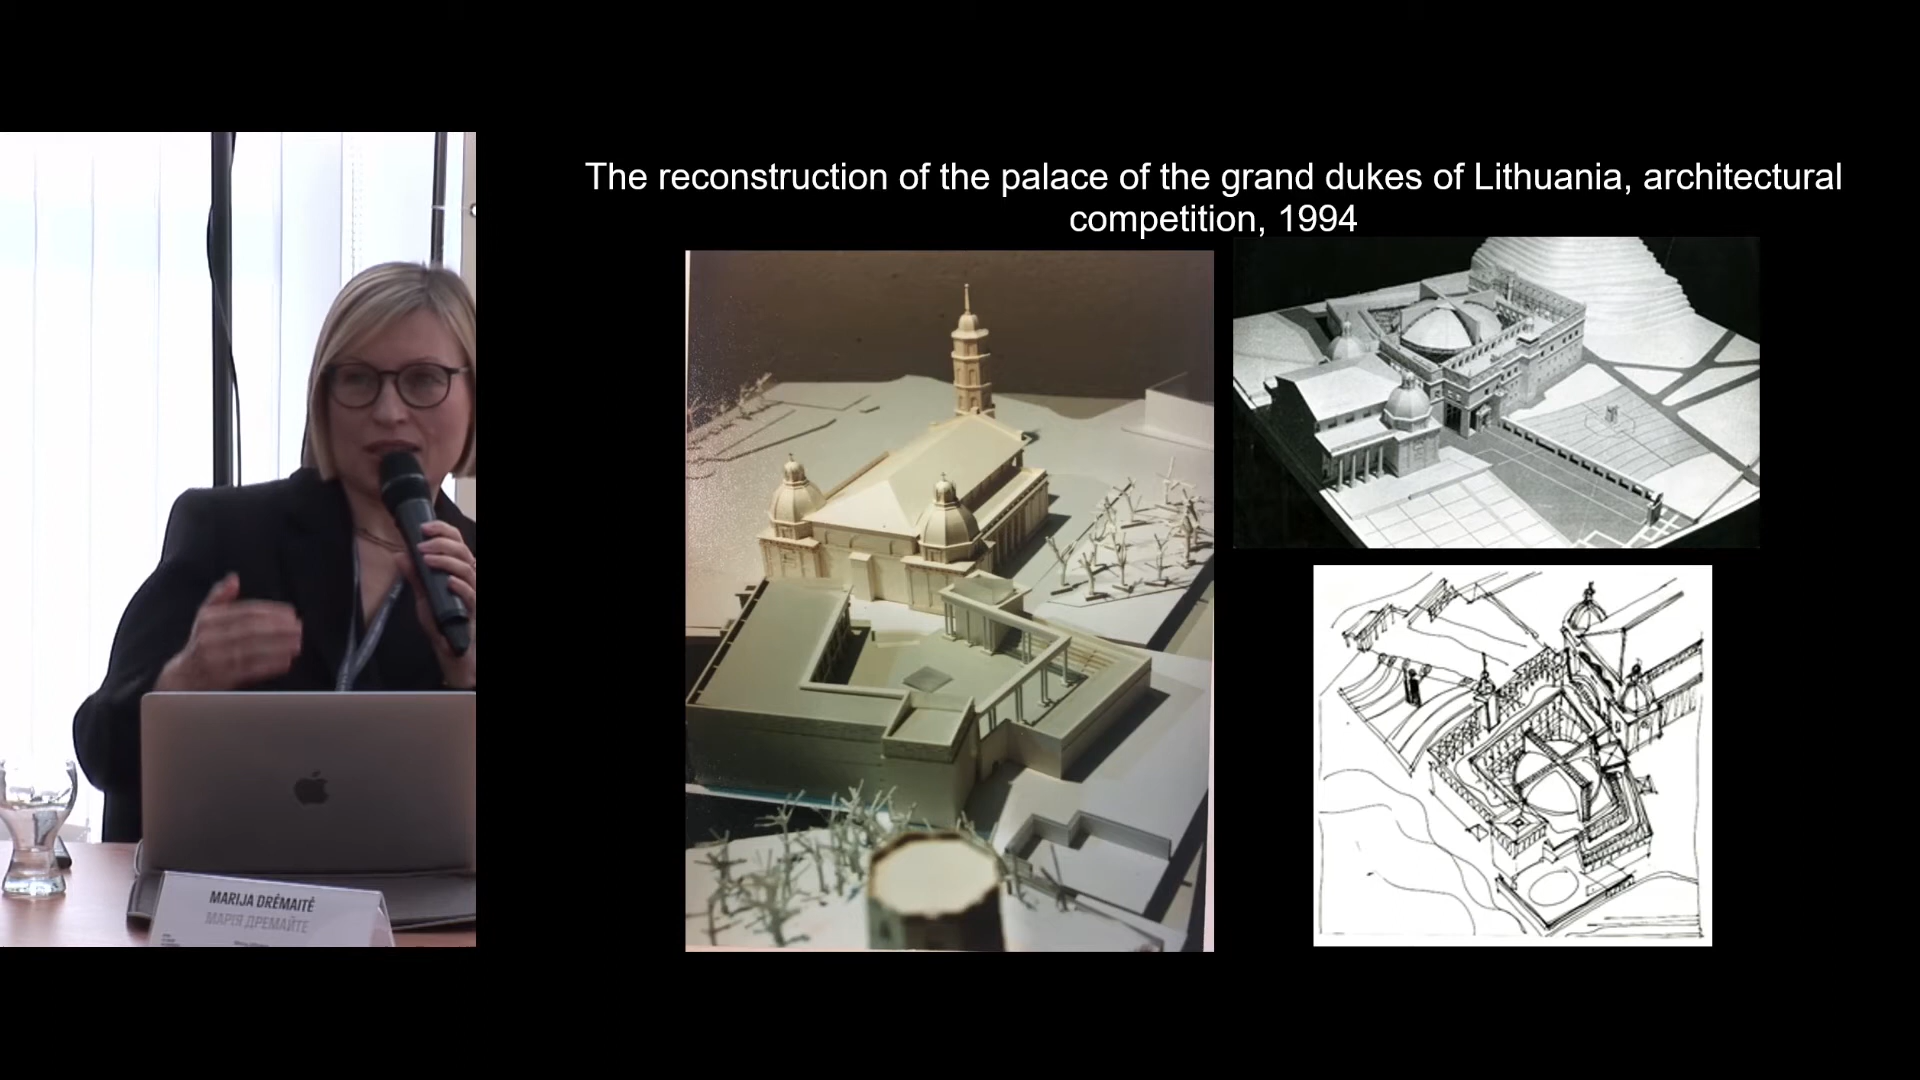 The reconstruction of the palace of the grand dukes of Lithuania, architectural
competition, 1994
MARIJA DRĖMAITĖ
МАРІЯ ДРЕМАЙТЕ